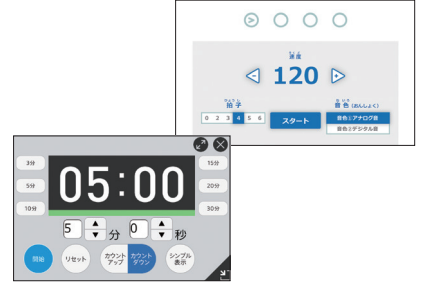 速度
120
拍子
音色 (おんしょく)
0 1 2 3 4 5 6
スタート
音色:アナログ音
音色:デジタル音
05:00
3分
5分
10分
15分
20分
30分
5 分 0 秒
開始
リセット
カウント
アップ
カウント
ダウン
シンプル
表示